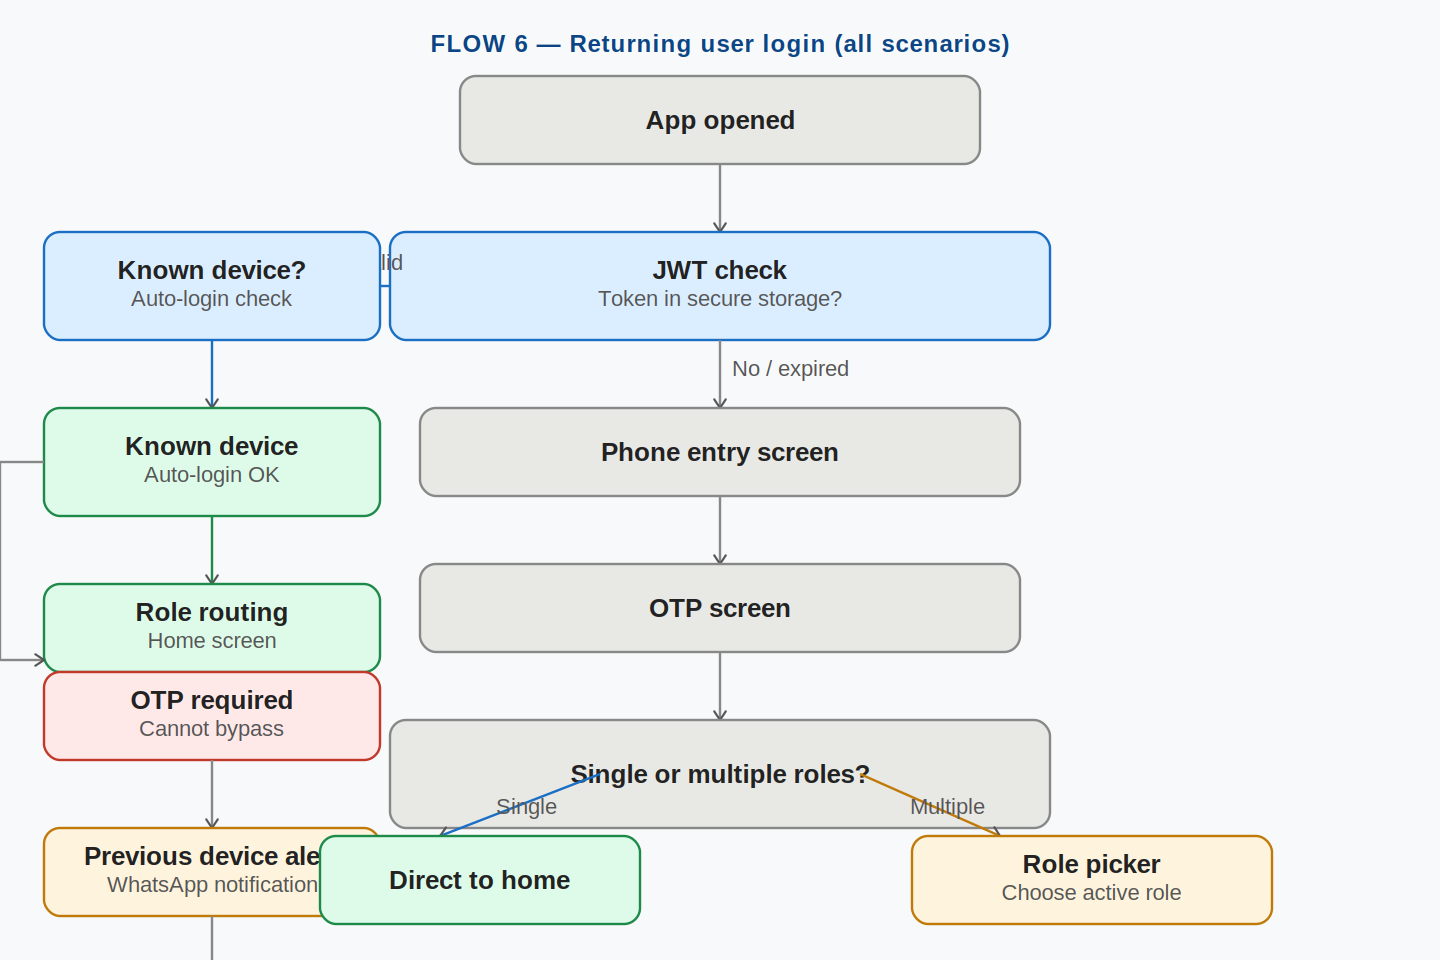 FLOW 6 — Returning user login (all scenarios)
App opened
Known device?
Auto-login check
lid
JWT check
Token in secure storage?
No / expired
Known device
Auto-login OK
Phone entry screen
Role routing
Home screen
OTP screen
OTP required
Cannot bypass
Single or multiple roles?
Single
Multiple
Previous device ale
WhatsApp notification
Direct to home
Role picker
Choose active role